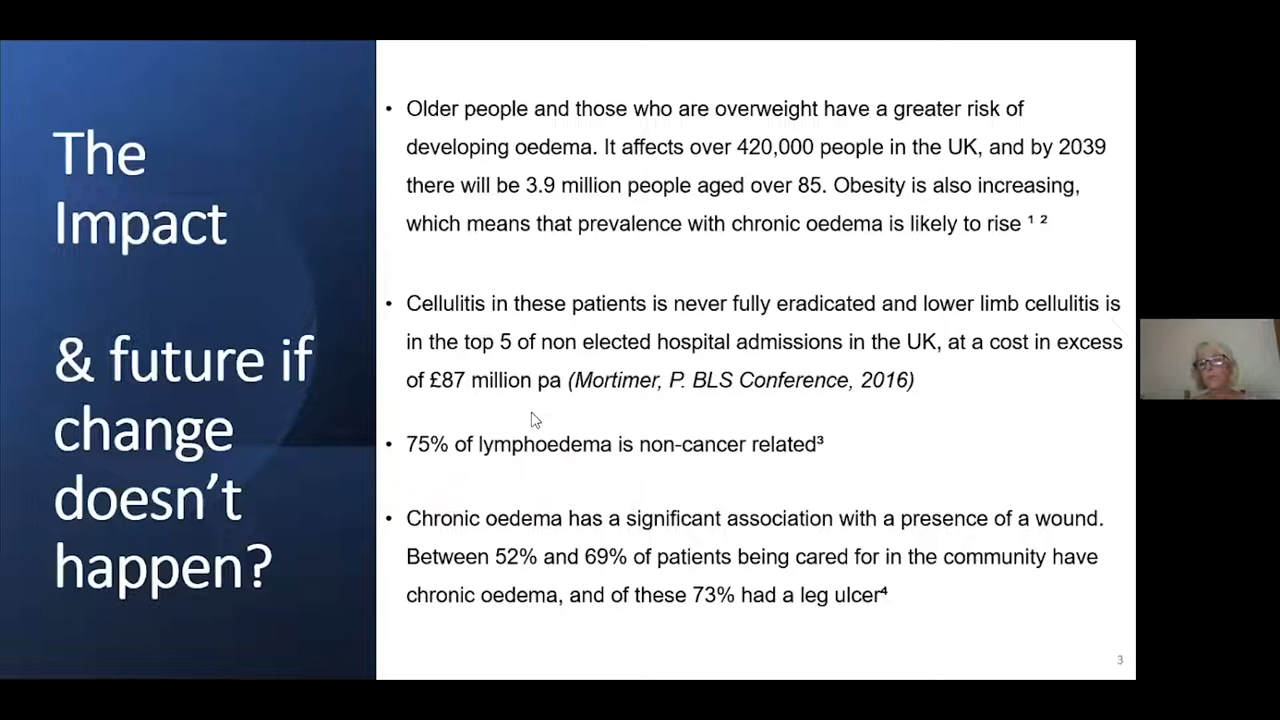 The
Impact
& future if
change
doesn't
happen?
• Older people and those who are overweight have a greater risk of
developing oedema. It affects over 420,000 people in the UK, and by 2039
there will be 3.9 million people aged over 85. Obesity is also increasing,
which means that prevalence with chronic oedema is likely to rise ¹ ²
• Cellulitis in these patients is never fully eradicated and lower limb cellulitis is
in the top 5 of non elected hospital admissions in the UK, at a cost in excess
of £87 million pa (Mortimer, P. BLS Conference, 2016)
• 75% of lymphoedema is non-cancer related³
• Chronic oedema has a significant association with a presence of a wound.
Between 52% and 69% of patients being cared for in the community have
chronic oedema, and of these 73% had a leg ulcer⁴
3